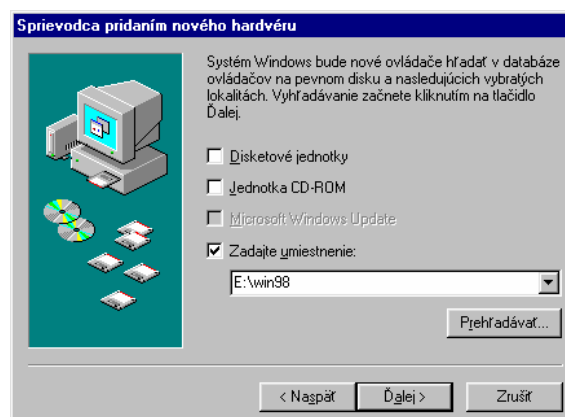 Sprievodca pridaním nového hardvéru
Systém Windows bude nové ovládače hľadať v databáze
ovládačov na pevnom disku a nasledujúcich vybratých
lokalitách. Vyhľadávanie začnete kliknutím na tlačidlo
Ďalej.
Disketové jednotky
Jednotka CD-ROM
Microsoft Windows Update
Zadajte umiestnenie:
E:\win98
Prehľadávať...
< Naspäť Ďalej > Zrušiť